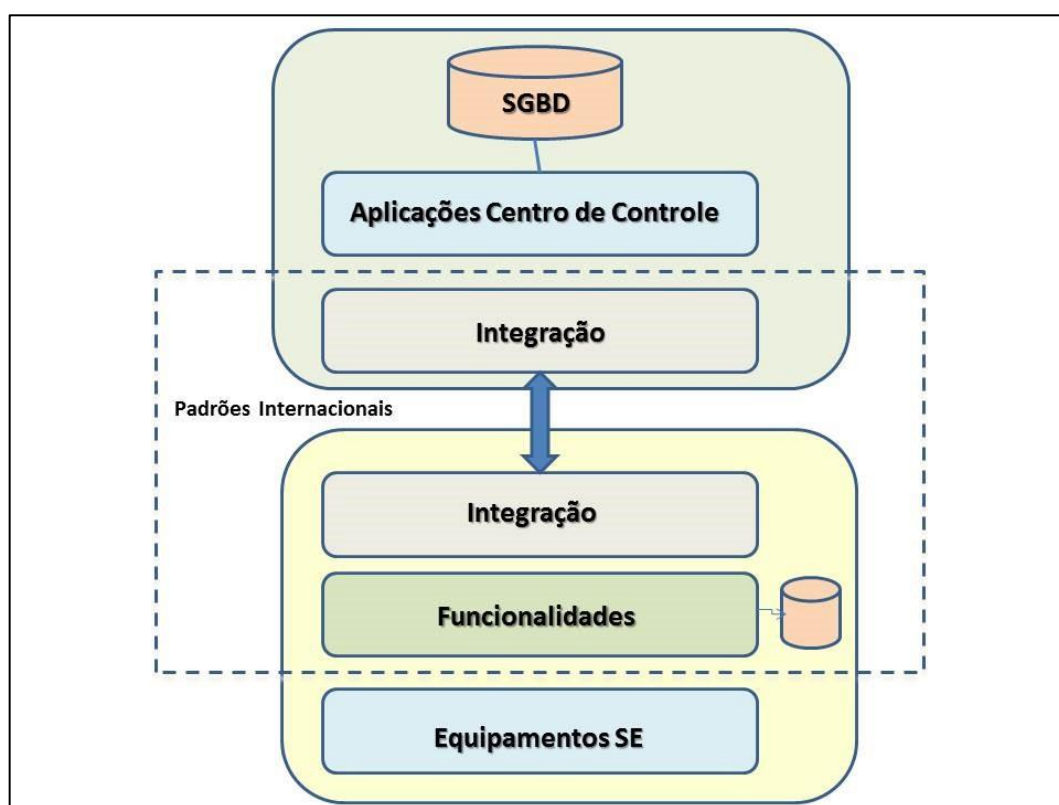 SGBD
Aplicações Centro de Controle
Integração
Padrões Internacionais
Integração
Funcionalidades
Equipamentos SE